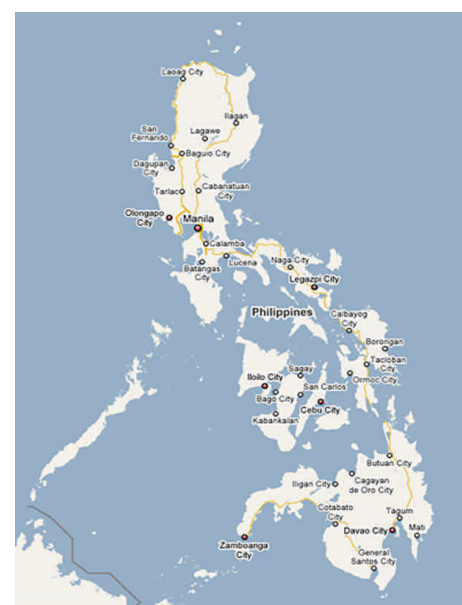 Laoag City
Ilagan
San
Fernando
Lagawe
Baguio City
Dagupan
City
Tarlac
Cabanatuan
City
Olongapo
City
Manila
Calamba
Batangas
City
Lucena
Naga City
Legazpi City
Philippines
Calbayog
City
Borongan
Tacloban
City
Ormoc City
Iloilo City
Sagay
Bago City
San Carlos
Cebu City
Kabankalan
Butuan City
Iligan City
Cagayan
de Oro City
Cotabato
City
Tagum
Davao City
Mati
Zamboanga
City
General
Santos City